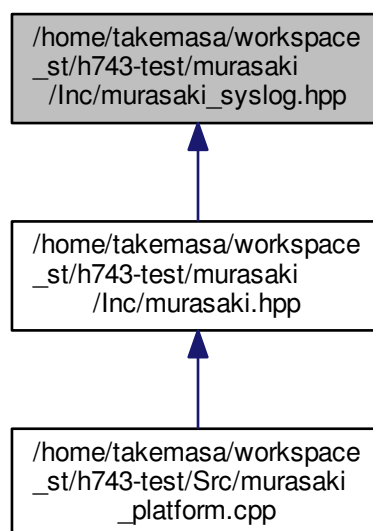 /home/takemasa/workspace
_st/h743-test/murasaki
/Inc/murasaki_syslog.hpp
/home/takemasa/workspace
_st/h743-test/murasaki
/Inc/murasaki.hpp
/home/takemasa/workspace
_st/h743-test/Src/murasaki
_platform.cpp